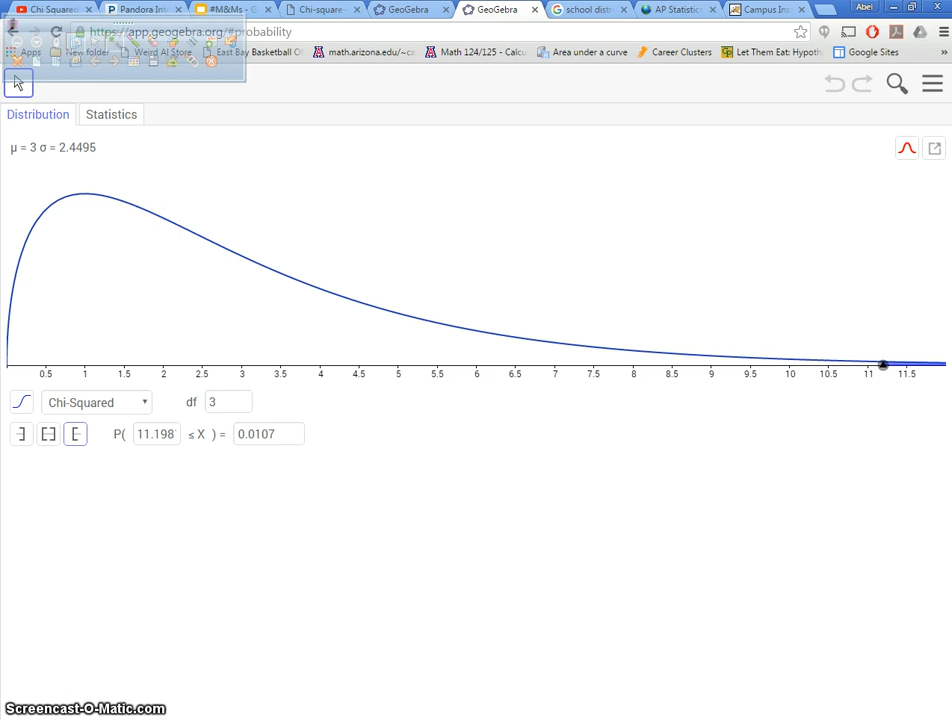 Chi Squared
Pandora Inte
#M&Ms - G
Chi-square-
GeoGebra
GeoGebra
school distr
AP Statistic
Campus Ins
Abel
https://app.geogebra.org/#probability
Apps
New folder
Weird Al Store
East Bay Basketball Of
math.arizona.edu/~ca
Math 124/125 - Calcu
Area under a curve
Career Clusters
Let Them Eat: Hypoth
Google Sites
»
Distribution
Statistics
μ = 3 σ = 2.4495
0.5 1 1.5 2 2.5 3 3.5 4 4.5 5 5.5 6 6.5 7 7.5 8 8.5 9 9.5 10 10.5 11 11.5
Chi-Squared df 3
P( 11.198 ≤ X ) = 0.0107
Screencast-O-Matic.com